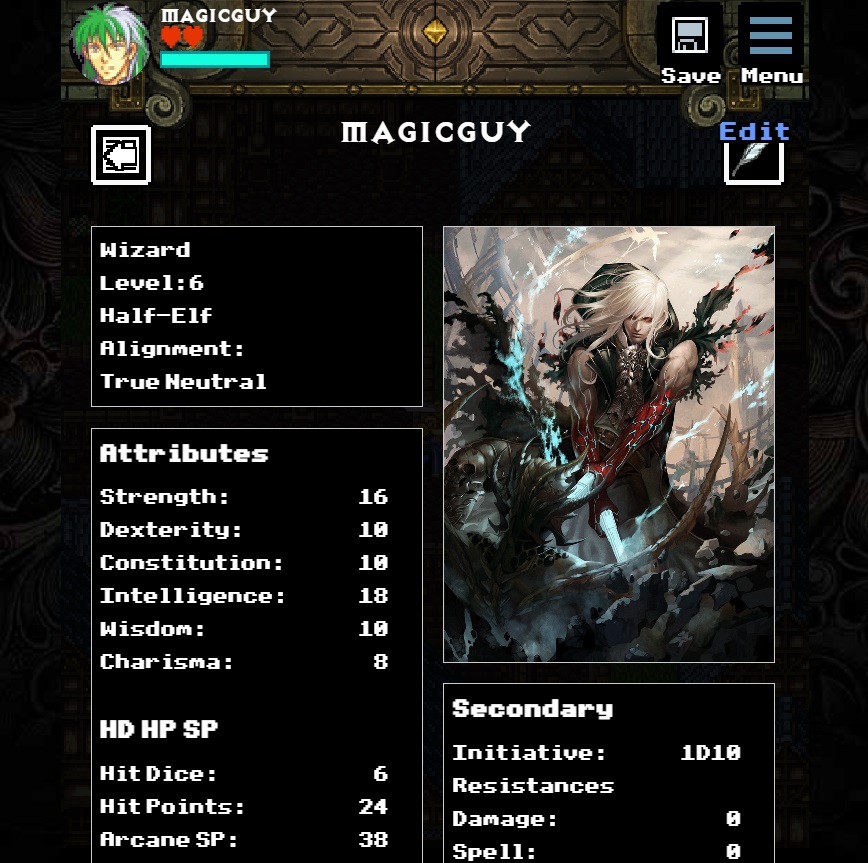 MAGICGUY
Save
Menu
MAGICGUY
Edit
Wizard
Level:6
Half-Elf
Alignment:
True Neutral
Attributes
Strength: 16
Dexterity: 10
Constitution: 10
Intelligence: 18
Wisdom: 10
Charisma: 8
HD HP SP
Hit Dice: 6
Hit Points: 24
Arcane SP: 38
Secondary
Initiative: 1D10
Resistances
Damage: 0
Spell: 0